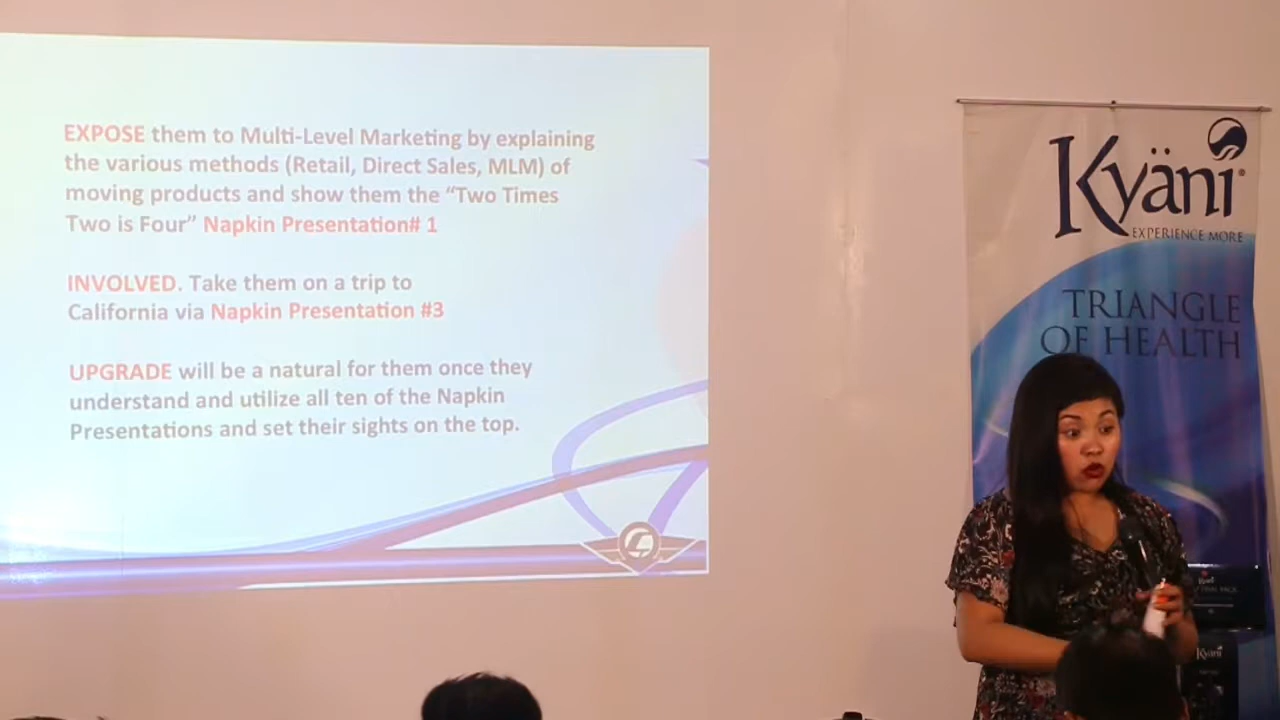 EXPOSE them to Multi-Level Marketing by explaining
the various methods (Retail, Direct Sales, MLM) of
moving products and show them the “Two Times
Two is Four” Napkin Presentation# 1
INVOLVED. Take them on a trip to
California via Napkin Presentation #3
UPGRADE will be a natural for them once they
understand and utilize all ten of the Napkin
Presentations and set their sights on the top.
Kyäni
EXPERIENCE MORE
TRIANGLE
OF HEALTH
Kyäni